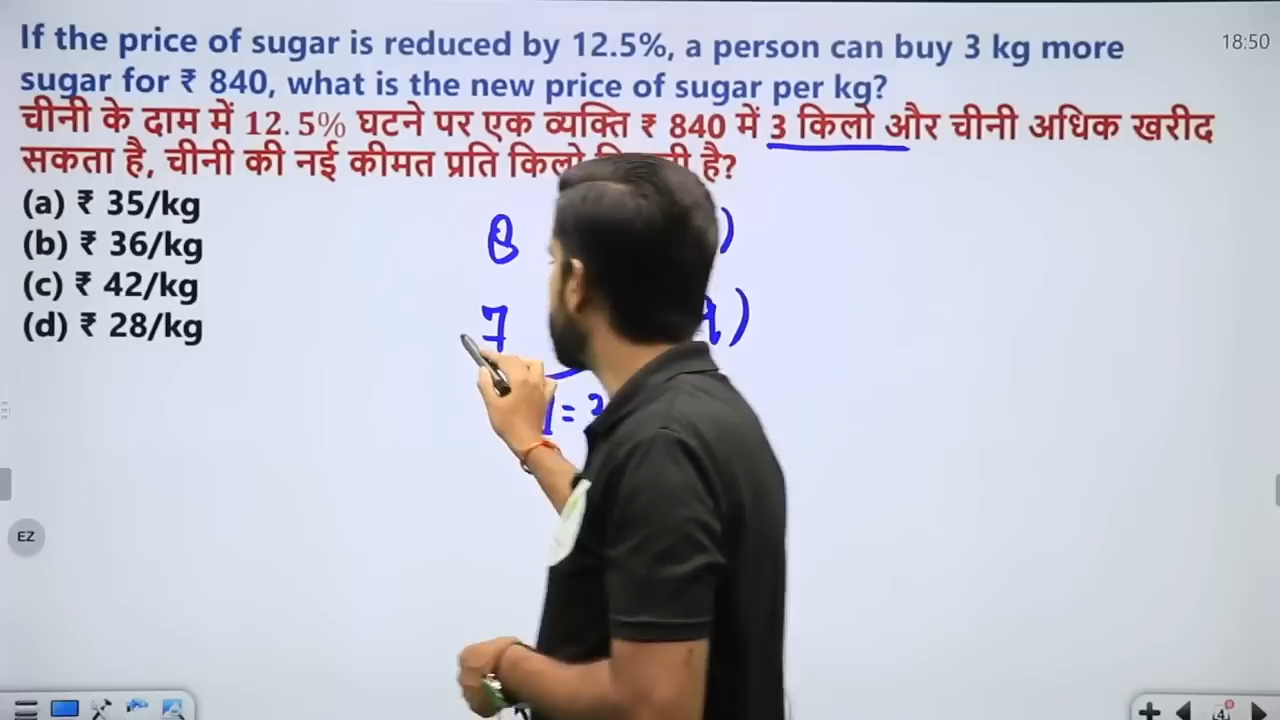 If the price of sugar is reduced by 12.5%, a person can buy 3 kg more
18:50
sugar for ₹ 840, what is the new price of sugar per kg?
चीनी के दाम में 12.5% घटने पर एक व्यक्ति ₹ 840 में 3 किलो और चीनी अधिक खरीद
सकता है, चीनी की नई कीमत प्रति किलो है?
(a) ₹ 35/kg
(b) ₹ 36/kg
(c) ₹ 42/kg
(d) ₹ 28/kg
8 )
7 )
1 = 3
EZ